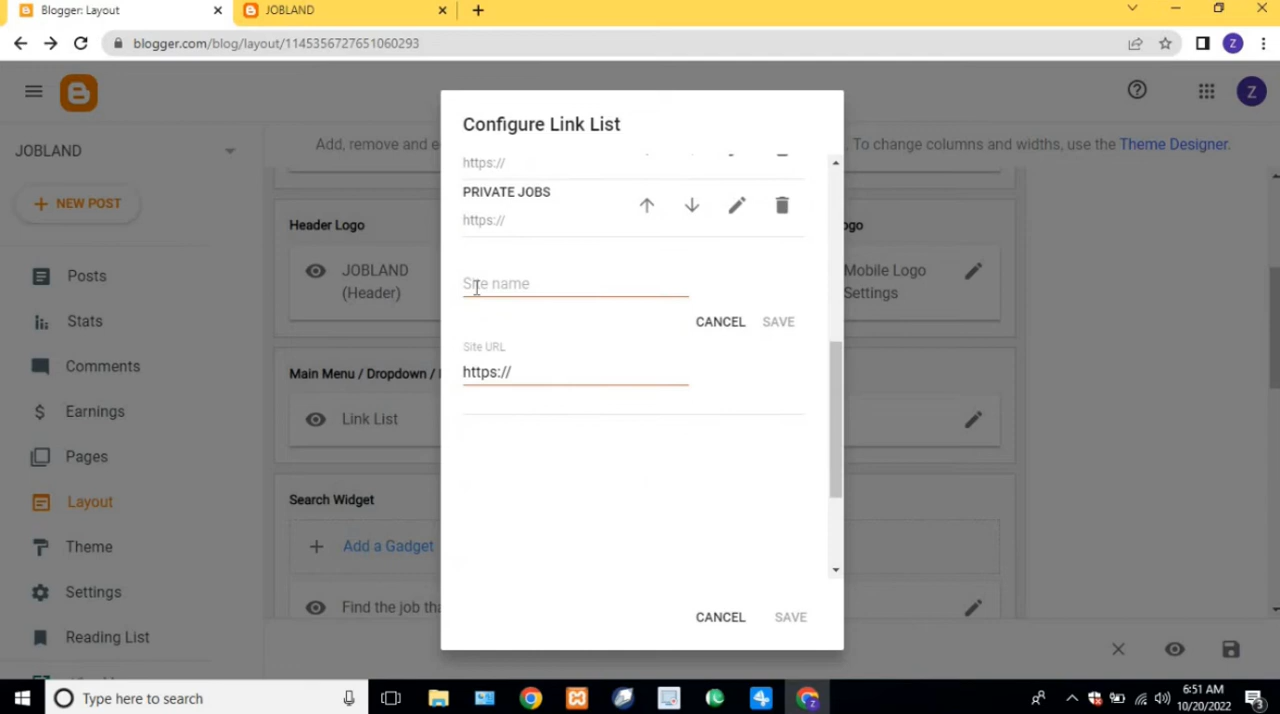 Blogger: Layout
JOBLAND
blogger.com/blog/layout/1145356727651060293
Z
Z
JOBLAND
Add, remove and e
. To change columns and widths, use the Theme Designer.
NEW POST
Posts
Stats
Comments
Earnings
Pages
Layout
Theme
Settings
Reading List
Header Logo
JOBLAND
(Header)
ogo
Mobile Logo
Settings
Main Menu / Dropdown /
Link List
Search Widget
Add a Gadget
Find the job tha
Configure Link List
https://
PRIVATE JOBS
https://
Site name
CANCEL
SAVE
Site URL
https://
CANCEL
SAVE
Type here to search
6:51 AM
10/20/2022
3